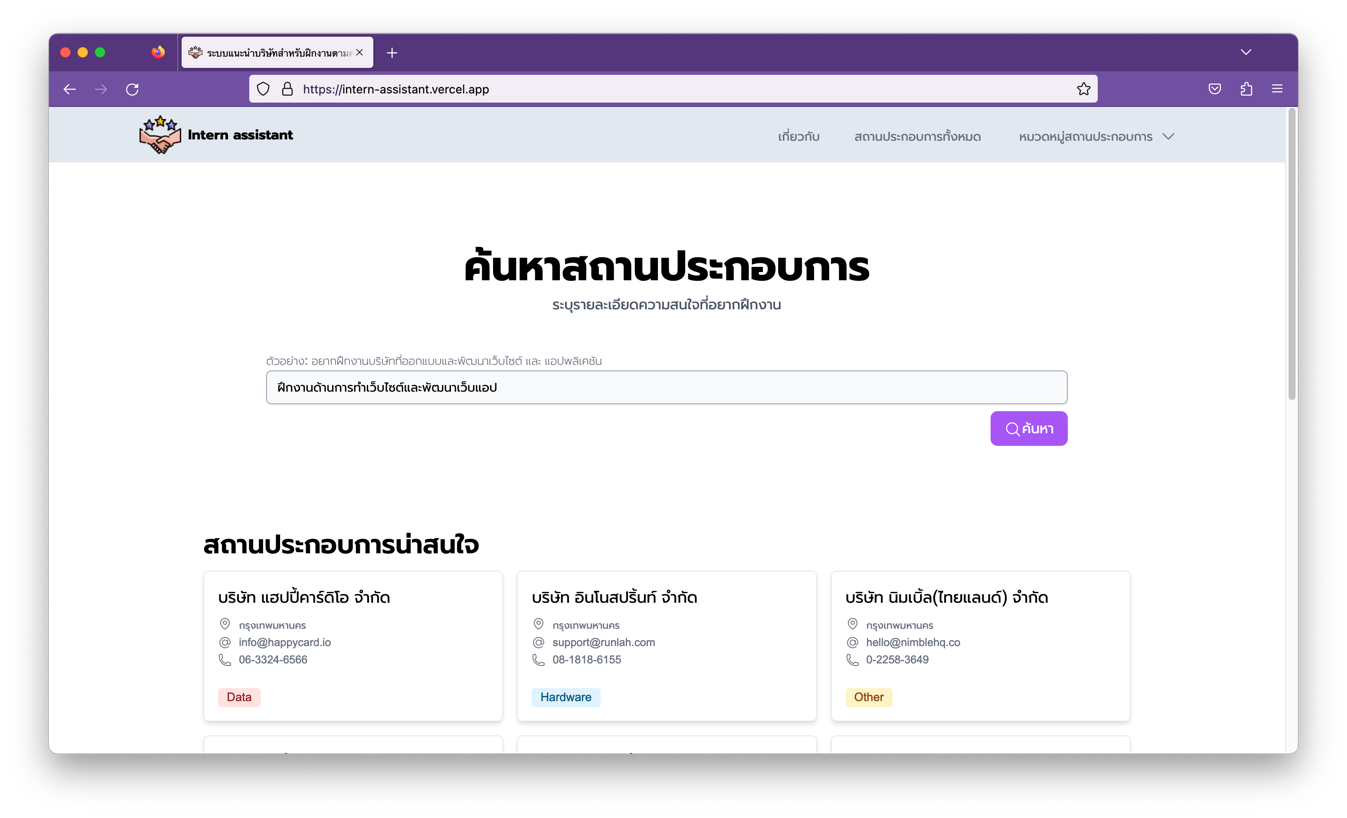 ระบบแนะนำบริษัทสำหรับฝึกงานตาม
https://intern-assistant.vercel.app
Intern assistant
เกี่ยวกับ
สถานประกอบการทั้งหมด
หมวดหมู่สถานประกอบการ
ค้นหาสถานประกอบการ
ระบุรายละเอียดความสนใจที่อยากฝึกงาน
ตัวอย่าง: อยากฝึกงานบริษัทที่ออกแบบและพัฒนาเว็บไซต์ และ แอปพลิเคชัน
ฝึกงานด้านการทำเว็บไซต์และพัฒนาเว็บแอป
ค้นหา
สถานประกอบการน่าสนใจ
บริษัท แฮปปี้คาร์ดิโอ จำกัด
กรุงเทพมหานคร
info@happycard.io
06-3324-6566
Data
บริษัท อินโนสปริ้นท์ จำกัด
กรุงเทพมหานคร
support@runlah.com
08-1818-6155
Hardware
บริษัท นิมเบิ้ล(ไทยแลนด์) จำกัด
กรุงเทพมหานคร
hello@nimblehq.co
0-2258-3649
Other